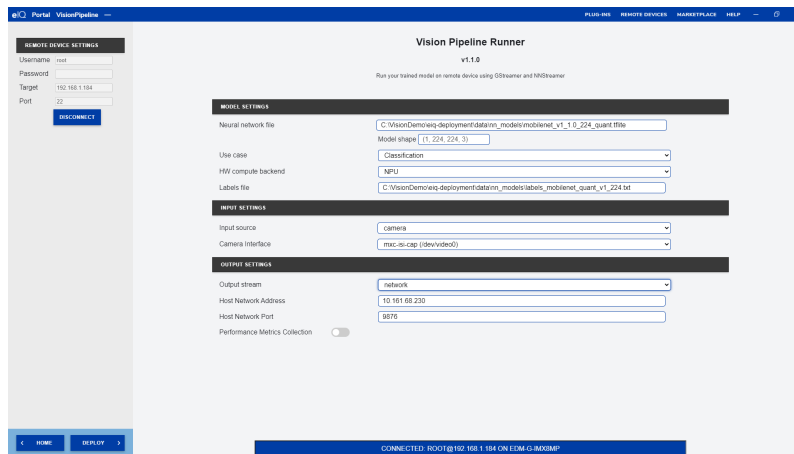 eIQ Portal VisionPipeline —
PLUG-INS REMOTE DEVICES MARKETPLACE HELP
REMOTE DEVICE SETTINGS
Username root
Password
Target 192.168.1.184
Port 22
DISCONNECT
Vision Pipeline Runner
v1.1.0
Run your trained model on remote device using GStreamer and NNStreamer
MODEL SETTINGS
Neural network file C:\VisionDemo\eiq-deployment\data\nn_models\mobilenet_v1_1.0_224_quant.tflite
Model shape (1, 224, 224, 3)
Use case Classification
HW compute backend NPU
Labels file C:\VisionDemo\eiq-deployment\data\nn_models\labels_mobilenet_quant_v1_224.txt
INPUT SETTINGS
Input source camera
Camera Interface mxc-isi-cap (/dev/video0)
OUTPUT SETTINGS
Output stream network
Host Network Address 10.161.68.230
Host Network Port 9876
Performance Metrics Collection
< HOME DEPLOY >
CONNECTED: ROOT@192.168.1.184 ON EDM-G-IMX8MP